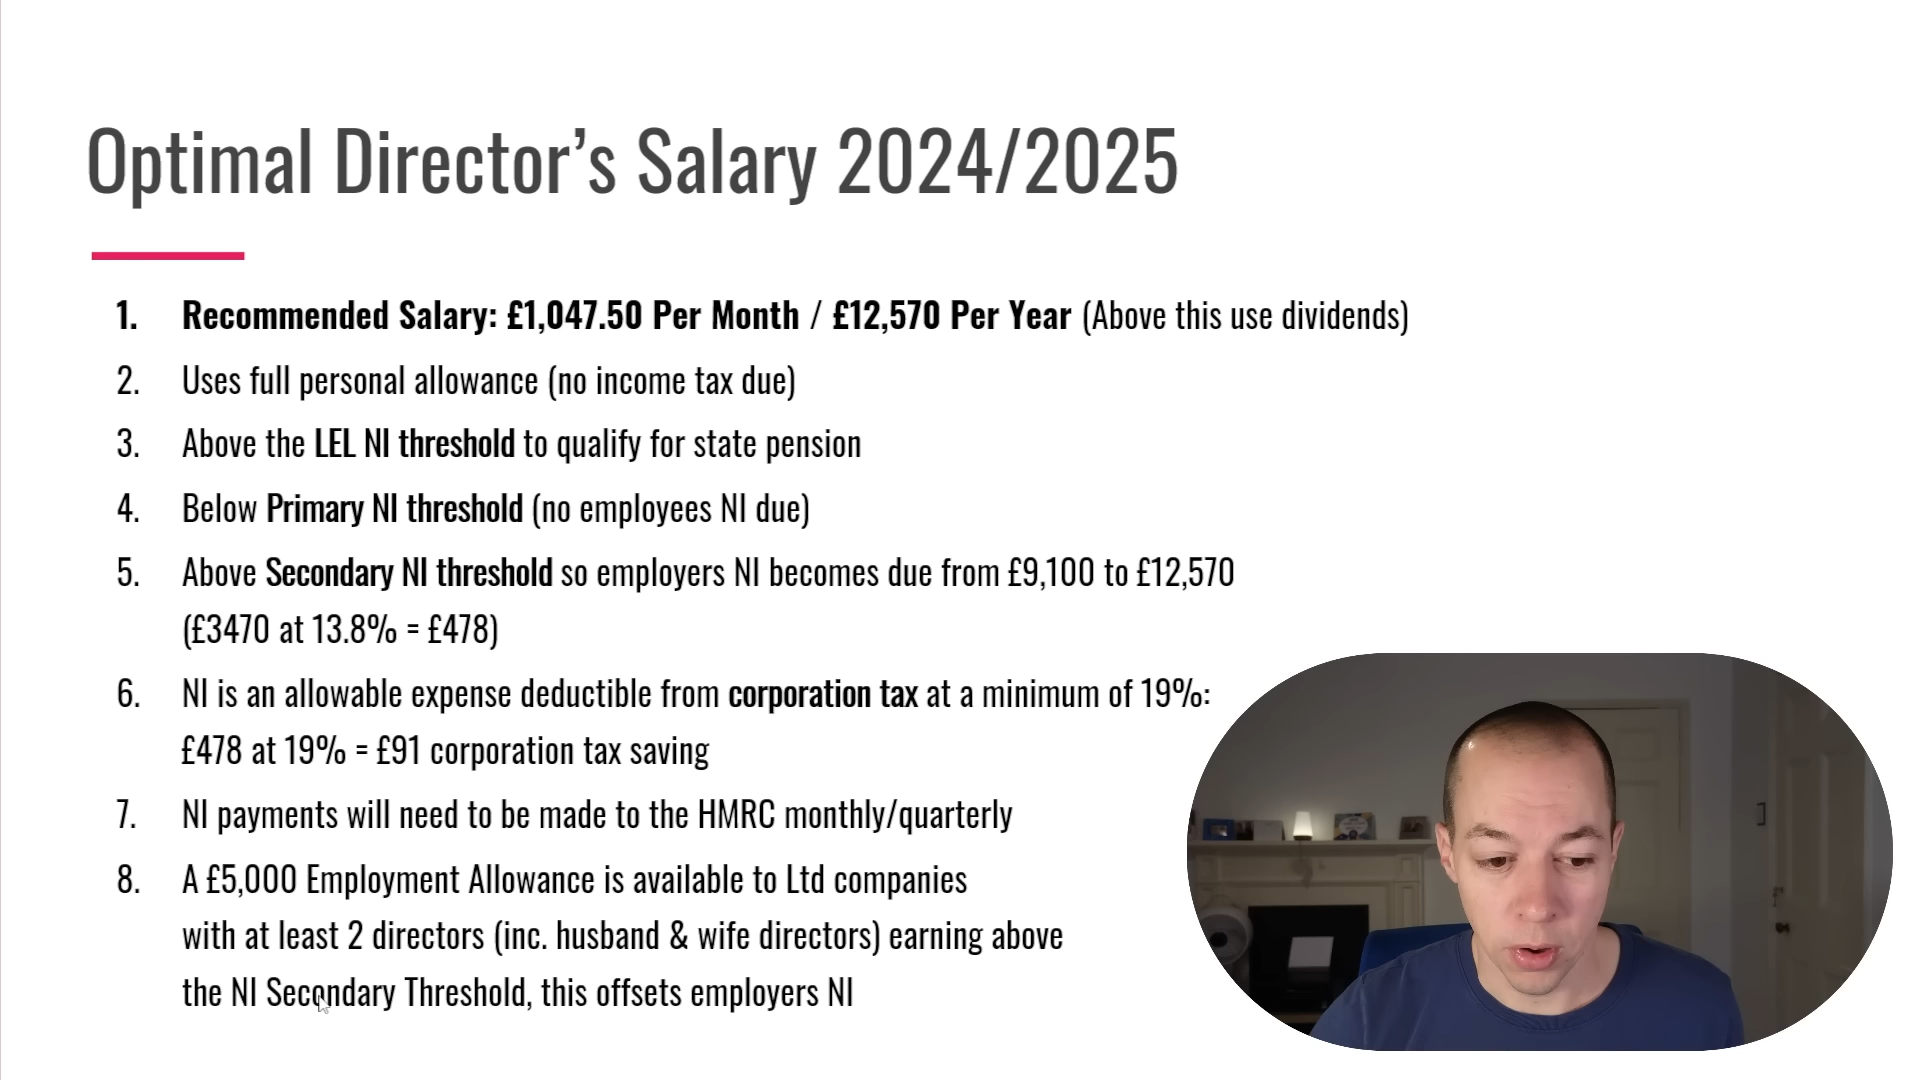 Optimal Director’s Salary 2024/2025
1. Recommended Salary: £1,047.50 Per Month / £12,570 Per Year (Above this use dividends)
2. Uses full personal allowance (no income tax due)
3. Above the LEL NI threshold to qualify for state pension
4. Below Primary NI threshold (no employees NI due)
5. Above Secondary NI threshold so employers NI becomes due from £9,100 to £12,570
(£3470 at 13.8% = £478)
6. NI is an allowable expense deductible from corporation tax at a minimum of 19%:
£478 at 19% = £91 corporation tax saving
7. NI payments will need to be made to the HMRC monthly/quarterly
8. A £5,000 Employment Allowance is available to Ltd companies
with at least 2 directors (inc. husband & wife directors) earning above
the NI Secondary Threshold, this offsets employers NI